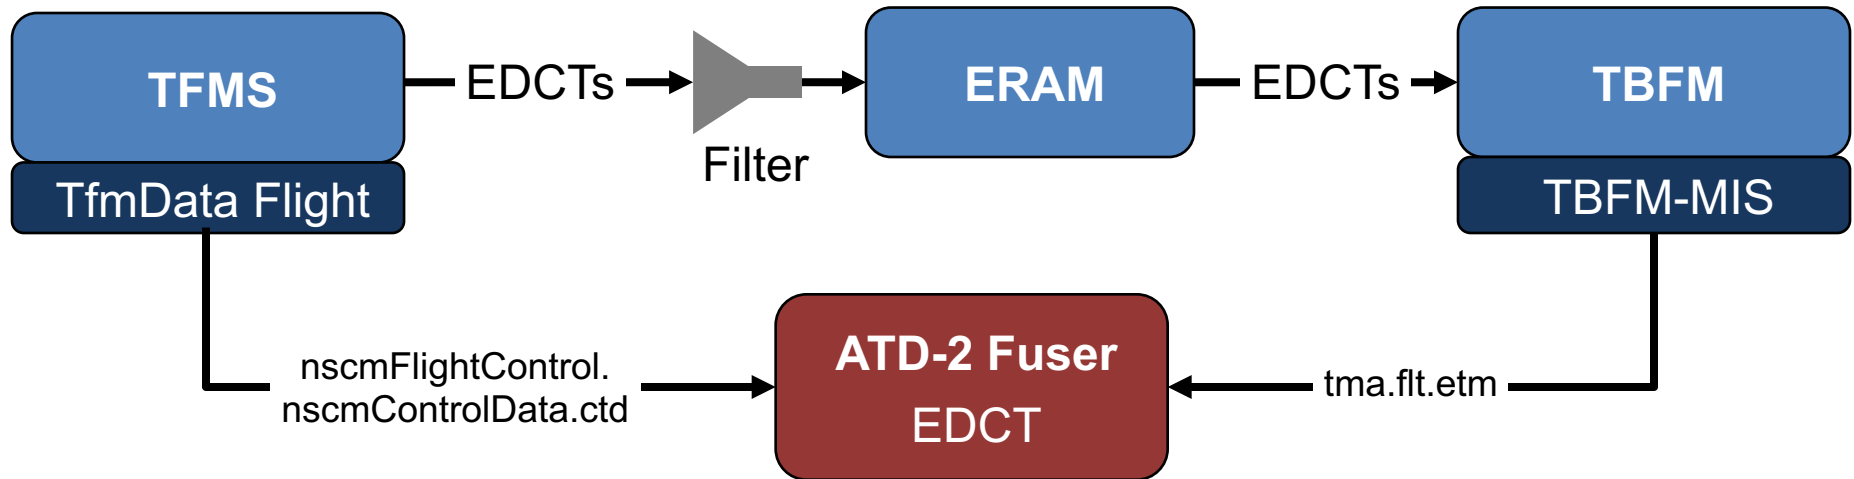 TFMS
EDCTs
Filter
ERAM
EDCTs
TBFM
TfmData Flight
TBFM-MIS
nscmFlightControl.
nscmControlData.ctd
ATD-2 Fuser
EDCT
tma.flt.etm